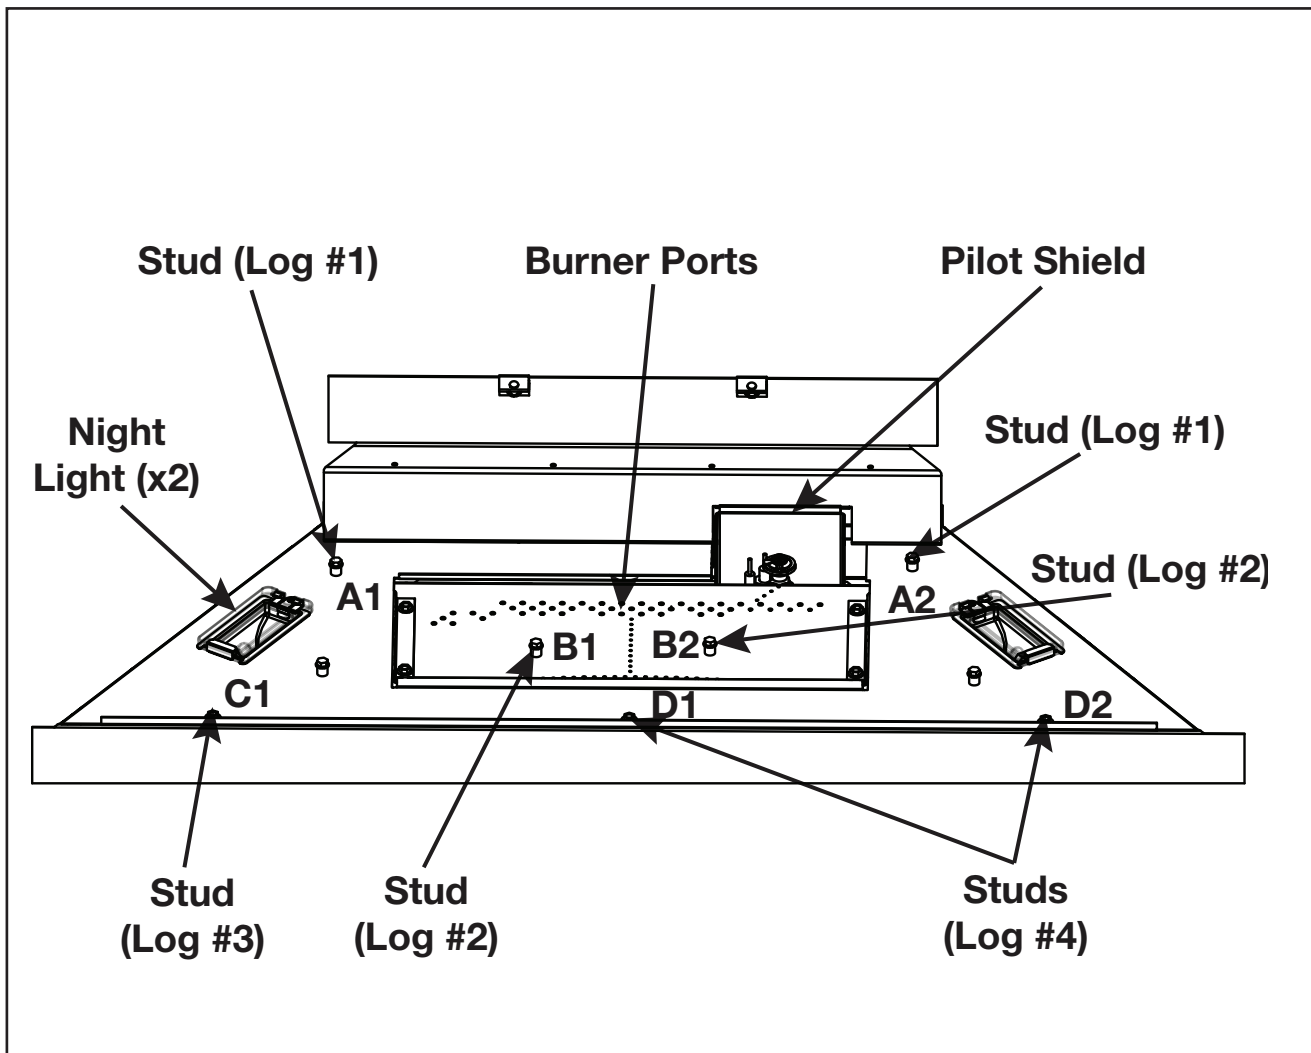 Stud (Log #1)
Burner Ports
Pilot Shield
Night
Light (x2)
Stud (Log #1)
Stud (Log #2)
A1
A2
B1
B2
C1
D1
D2
Stud
(Log #3)
Stud
(Log #2)
Studs
(Log #4)